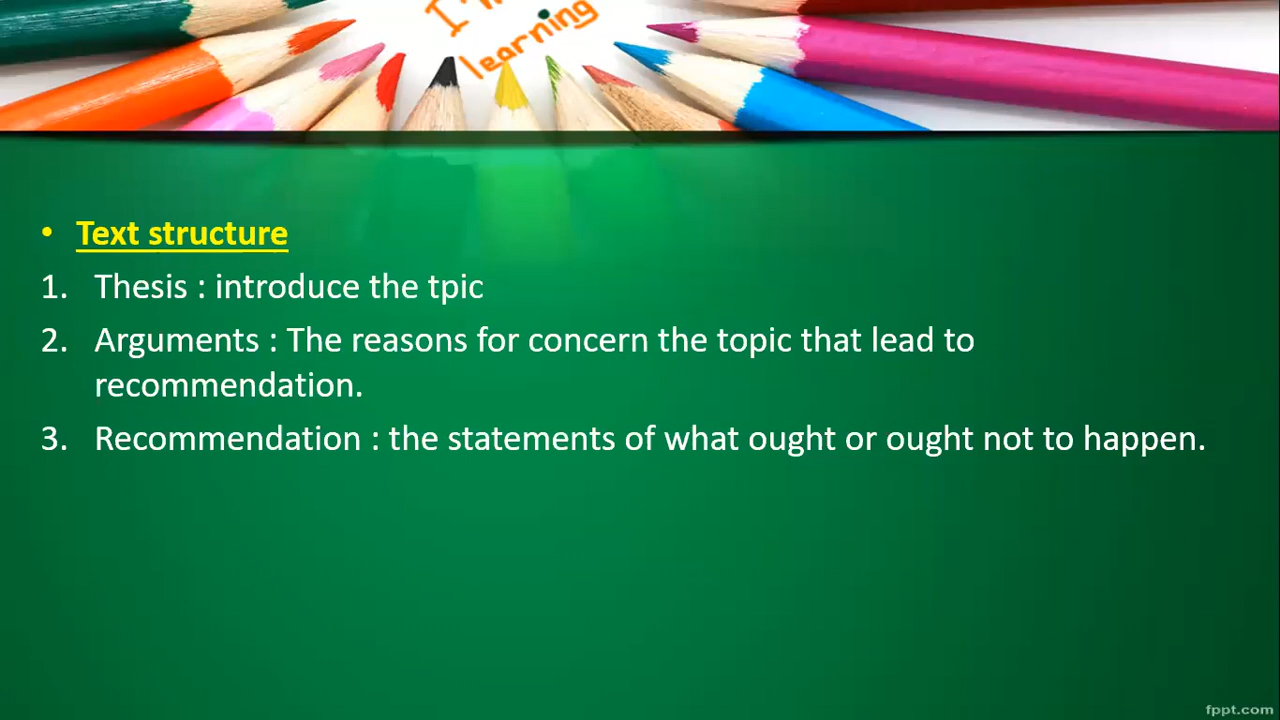 I'm
learning
• Text structure
1. Thesis : introduce the tpic
2. Arguments : The reasons for concern the topic that lead to
recommendation.
3. Recommendation : the statements of what ought or ought not to happen.
fppt.com